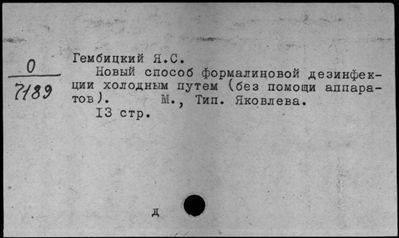 О
7189
Гембицкий Я.С.
Новый способ формалиновой дезинфек-
ции холодным путем (без помощи аппара-
тов). М., Тип. Яковлева.
13 стр.
д